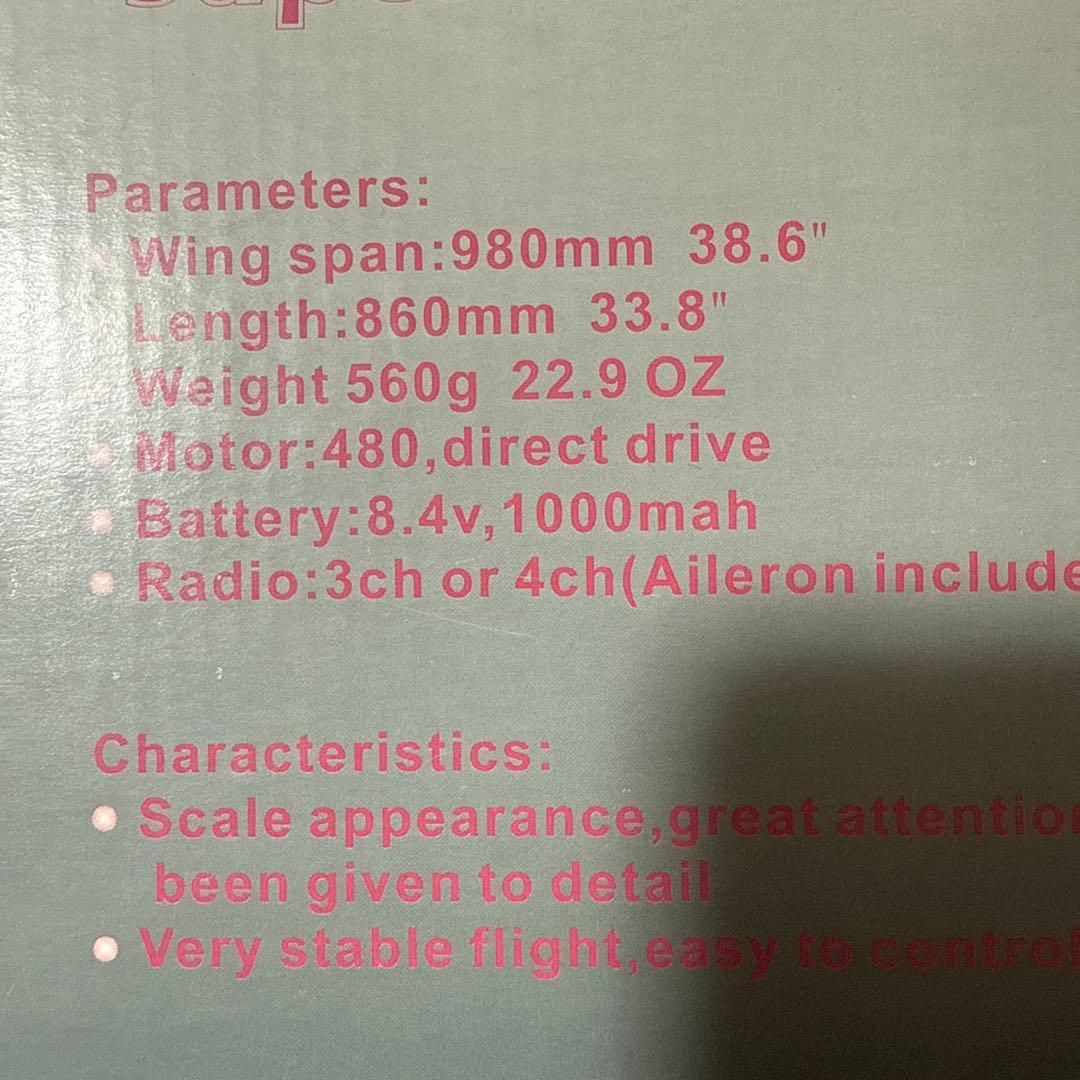 Parameters:
Wing span:980mm 38.6"
Length:860mm 33.8"
Weight 560g 22.9 OZ
Motor:480,direct drive
Battery:8.4v,1000mah
Radio:3ch or 4ch(Aileron include
Characteristics:
Scale appearance,great attention
been given to detail
Very stable flight,easy to control